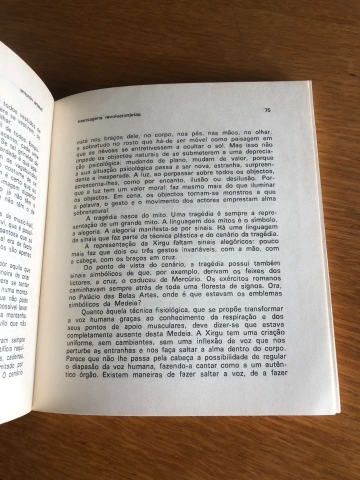 mensagens revolucionárias
75
está nos braços dele, no corpo, nos pés, nas mãos, no olhar,
e sobretudo no rosto que há-de ser móvel como paisagem em
que as névoas se entretivessem a ocultar o sol. Mas isso não
impede os objectos naturais de se submeterem a uma deprecia-
ção psicológica: mudando de plano, mudam de valor, porque
a sua situação psicológica passa a ser nova, estranha, surpreen-
dente e inesperada. A luz, ao perpassar sobre todos os objectos,
acrescenta-lhes, como por encanto, ilusão ou desilusão. Por-
que a luz tem um valor moral: faz mesmo mais do que iluminar
os objectos. Em cena, os objectos tornam-se monstros a que
a palavra, o gesto e o movimento dos actores emprestam alma
sobrenatural.
A tragédia nasce do mito. Uma tragédia é sempre a repre-
sentação de um grande mito. A linguagem dos mitos é o símbolo,
a alegoria. A alegoria manifesta-se por sinais. Há uma linguagem
de sinais que faz parte da técnica plástica e do cenário da tragédia.
A representação da Xirgu faltam sinais alegóricos: pouco
mais faz que dois ou três gestos invariáveis, com a mão, com
a cabeça, com os braços em cruz.
Do ponto de vista do cenário, a tragédia possui também
sinais simbólicos de que, por exemplo, derivam os feixes dos
lictores, a cruz, o caduceu de Mercúrio. Os exércitos romanos
caminhavam sempre atrás de toda uma floresta de signos. Ora,
no Palácio das Belas Artes, onde é que estavam os emblemas
simbólicos da Medeia?
Quanto àquela técnica fisiológica, que se propõe transformar
a voz humana graças ao conhecimento da respiração e dos
seus pontos de apoio musculares, devo dizer-se que estava
completamente ausente desta Medeia. A Xirgu tem uma criação
uniforme, sem cambiantes, sem uma inflexão de voz que nos
perturbe as entranhas e nos faça saltar a alma dentro do corpo.
Parece que não lhe passa pela cabeça a possibilidade de regular
o diapasão da voz humana, fazendo-a cantar como a um autên-
tico órgão. Existem maneiras de fazer saltar a voz, de a fazer